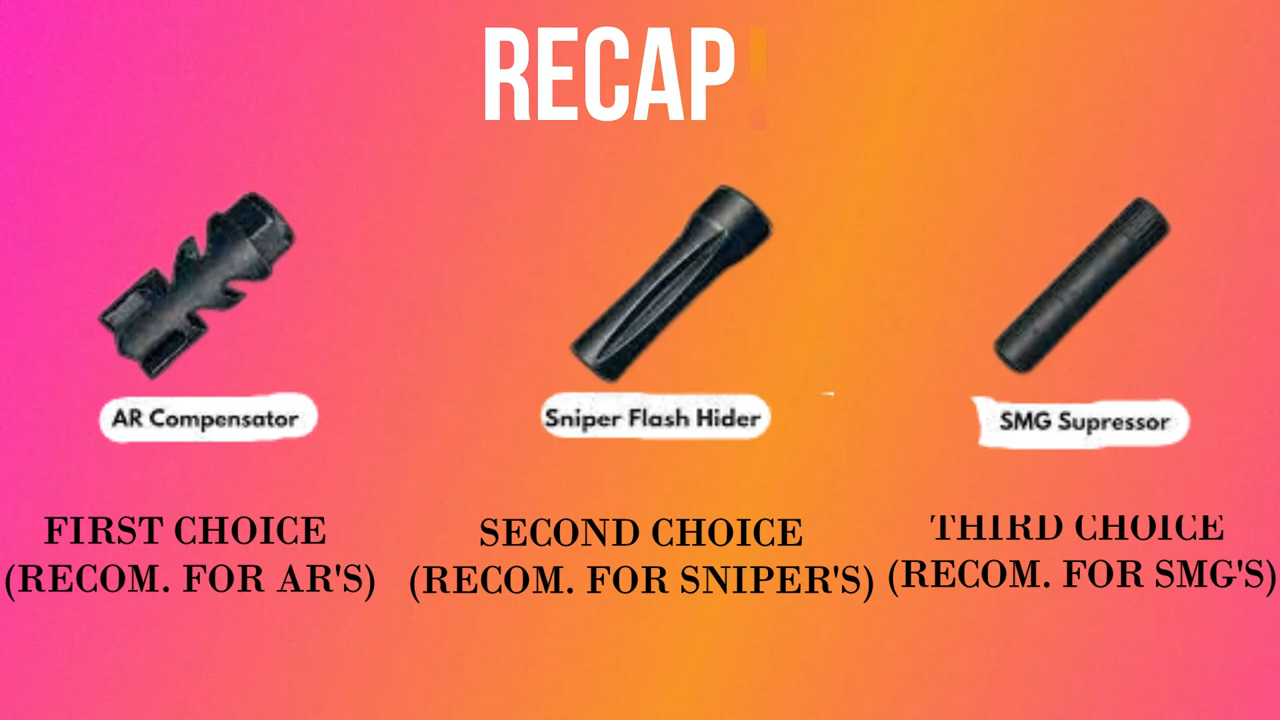 RECAP!
AR Compensator
Sniper Flash Hider
SMG Supressor
FIRST CHOICE
(RECOM. FOR AR'S)
SECOND CHOICE
(RECOM. FOR SNIPER'S)
THIRD CHOICE
(RECOM. FOR SMG'S)